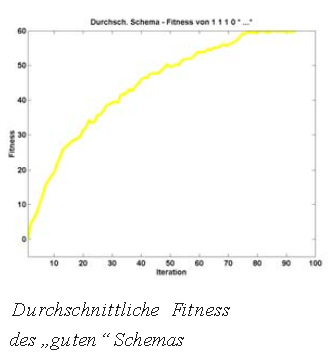 Durchsch. Schema - Fitness von 1 1 1 0 * ...*
60
50
40
30
20
10
0
Fitness
10 20 30 40 50 60 70 80 90 100
Iteration
Durchschnittliche Fitness
des „guten “ Schemas